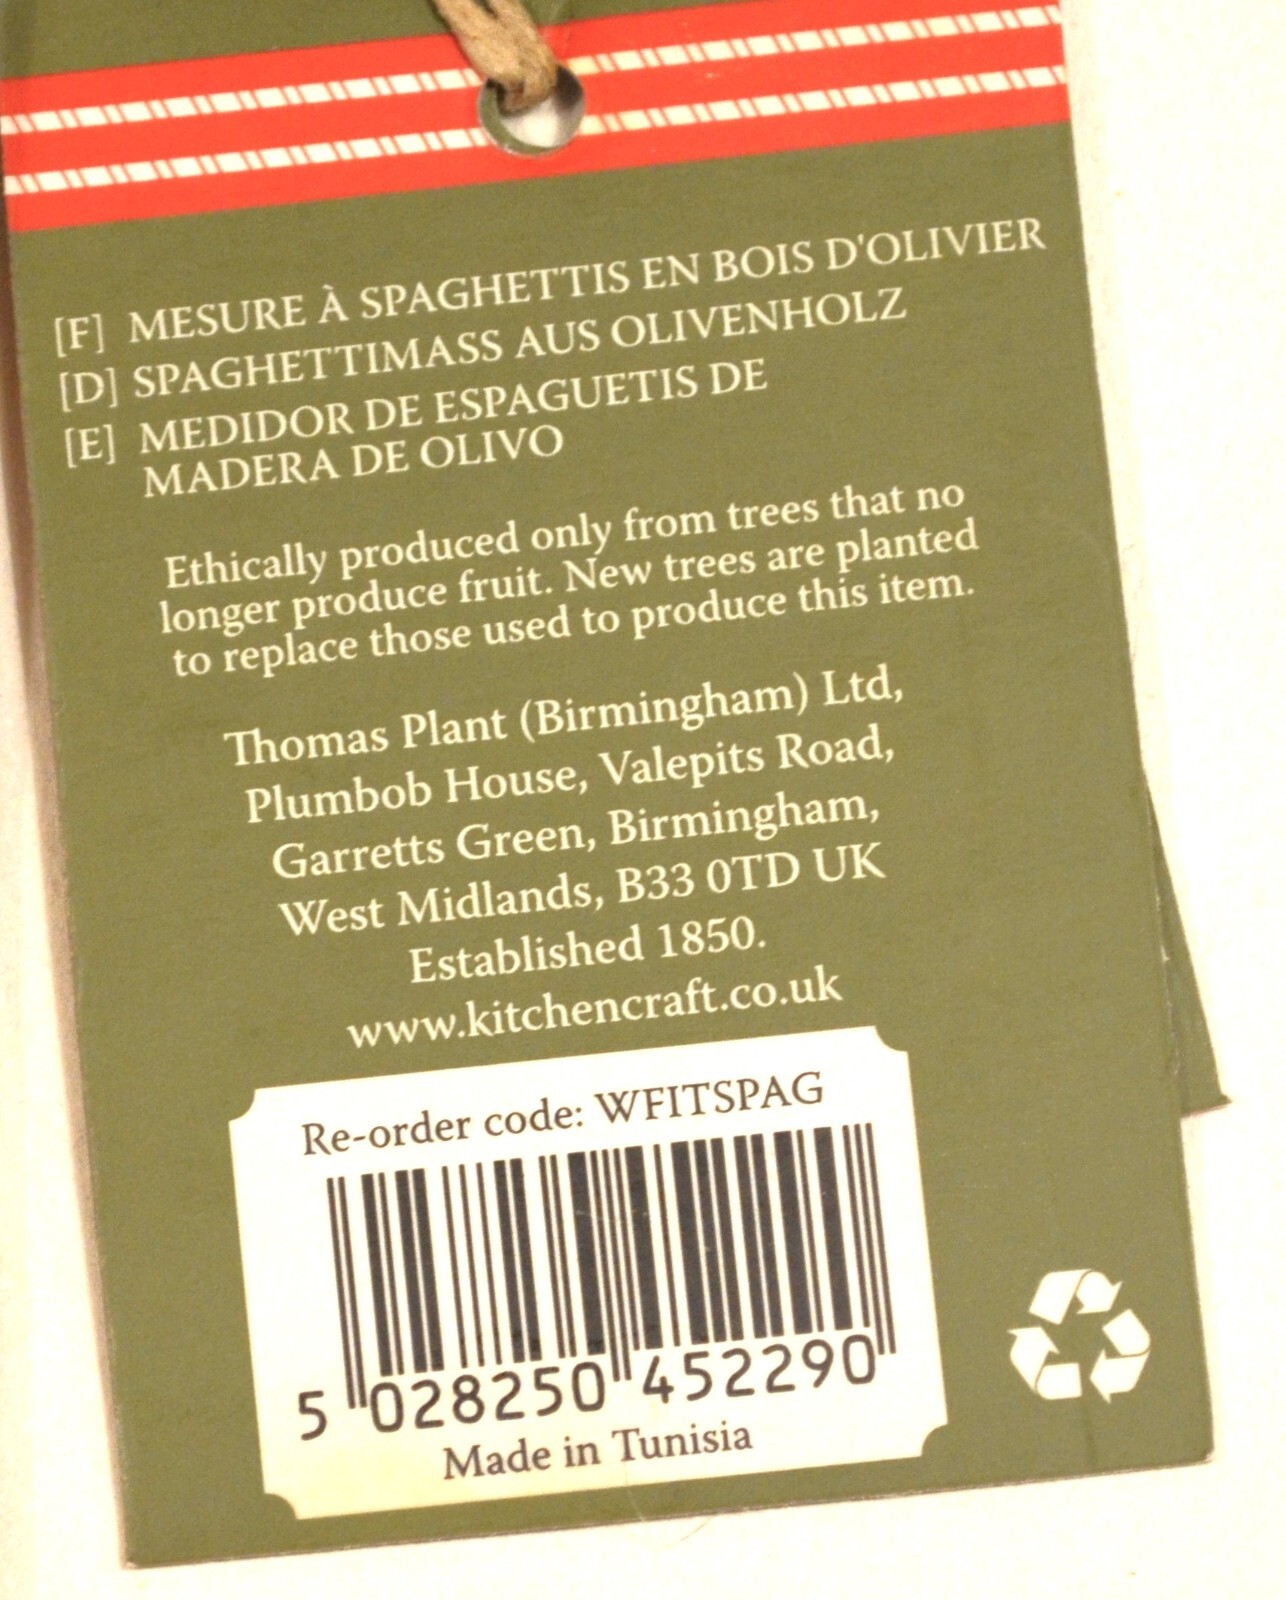 [F] MESURE À SPAGHETTIS EN BOIS D'OLIVIER
[D] SPAGHETTIMASS AUS OLIVENHOLZ
[E] MEDIDOR DE ESPAGUETIS DE
MADERA DE OLIVO
Ethically produced only from trees that no
longer produce fruit. New trees are planted
to replace those used to produce this item.
Thomas Plant (Birmingham) Ltd,
Plumbob House, Valepits Road,
Garretts Green, Birmingham,
West Midlands, B33 0TD UK
Established 1850.
www.kitchencraft.co.uk
Re-order code: WFITSPAG
5 028250 452290
Made in Tunisia